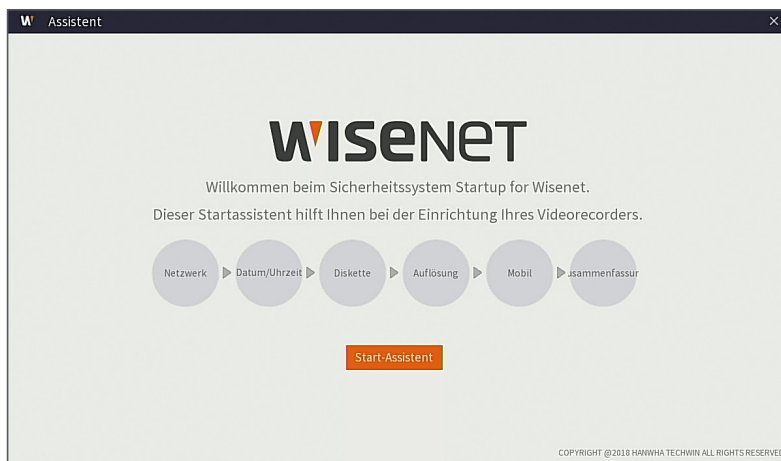 W Assistent
WISENET
Willkommen beim Sicherheitssystem Startup for Wisenet.
Dieser Startassistent hilft Ihnen bei der Einrichtung Ihres Videorecorders.
Netzwerk Datum/Uhrzeit Diskette Auflösung Mobil usammenfassur
Start-Assistent
COPYRIGHT @2018 HANWHA TECHWIN ALL RIGHTS RESERVED